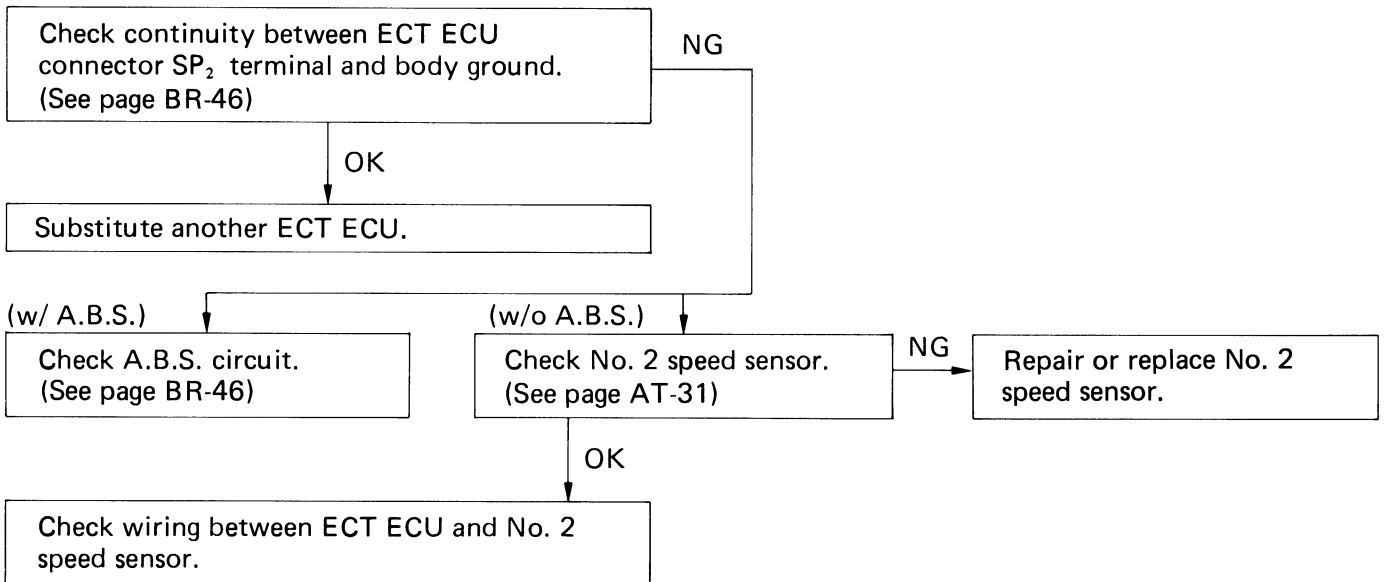 Check continuity between ECT ECU
connector SP₂ terminal and body ground.
(See page BR-46)
NG
OK
Substitute another ECT ECU.
(w/ A.B.S.)
Check A.B.S. circuit.
(See page BR-46)
(w/o A.B.S.)
Check No. 2 speed sensor.
(See page AT-31)
NG
Repair or replace No. 2
speed sensor.
OK
Check wiring between ECT ECU and No. 2
speed sensor.